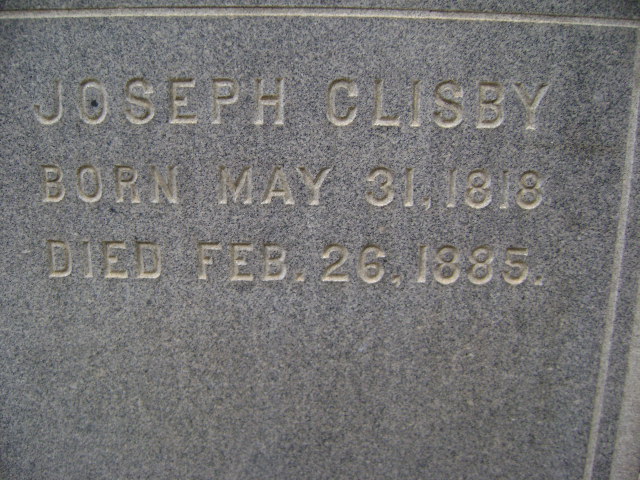 JOSEPH CLISBY
BORN MAY 31, 1818
DIED FEB. 26, 1885.